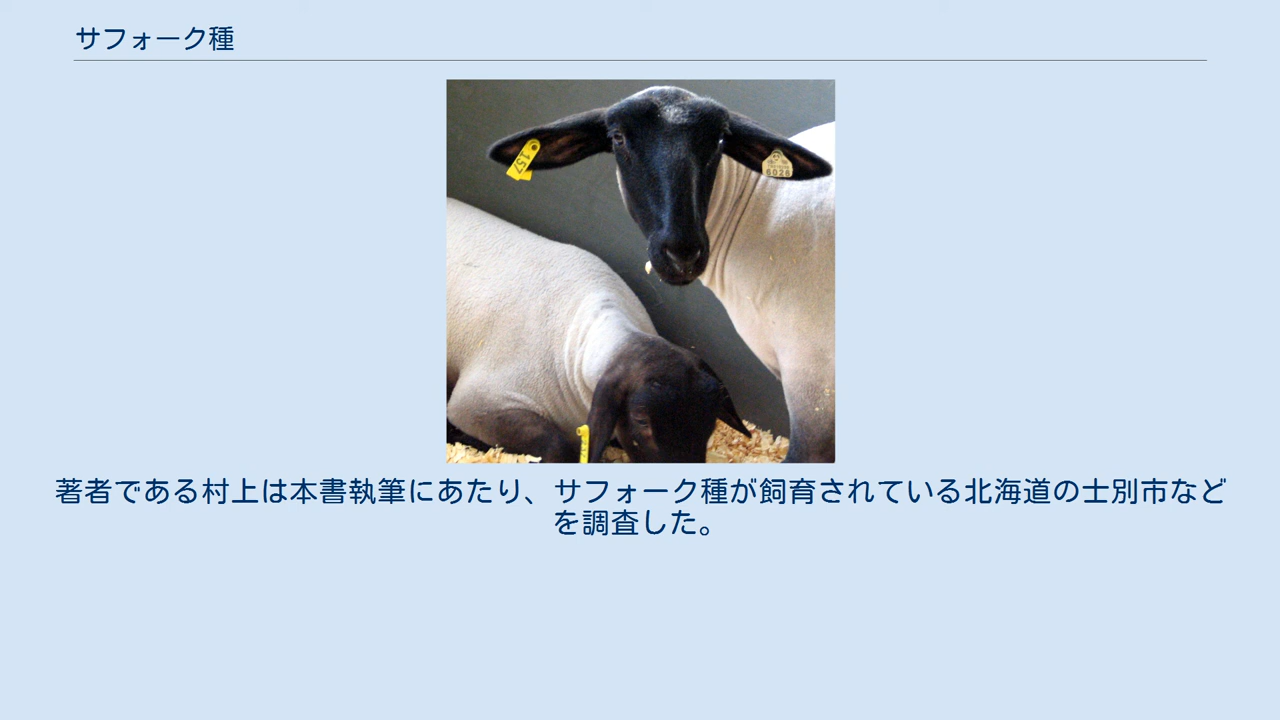 サフォーク種
157
6026
著者である村上は本書執筆にあたり、サフォーク種が飼育されている北海道の士別市など
を調査した。